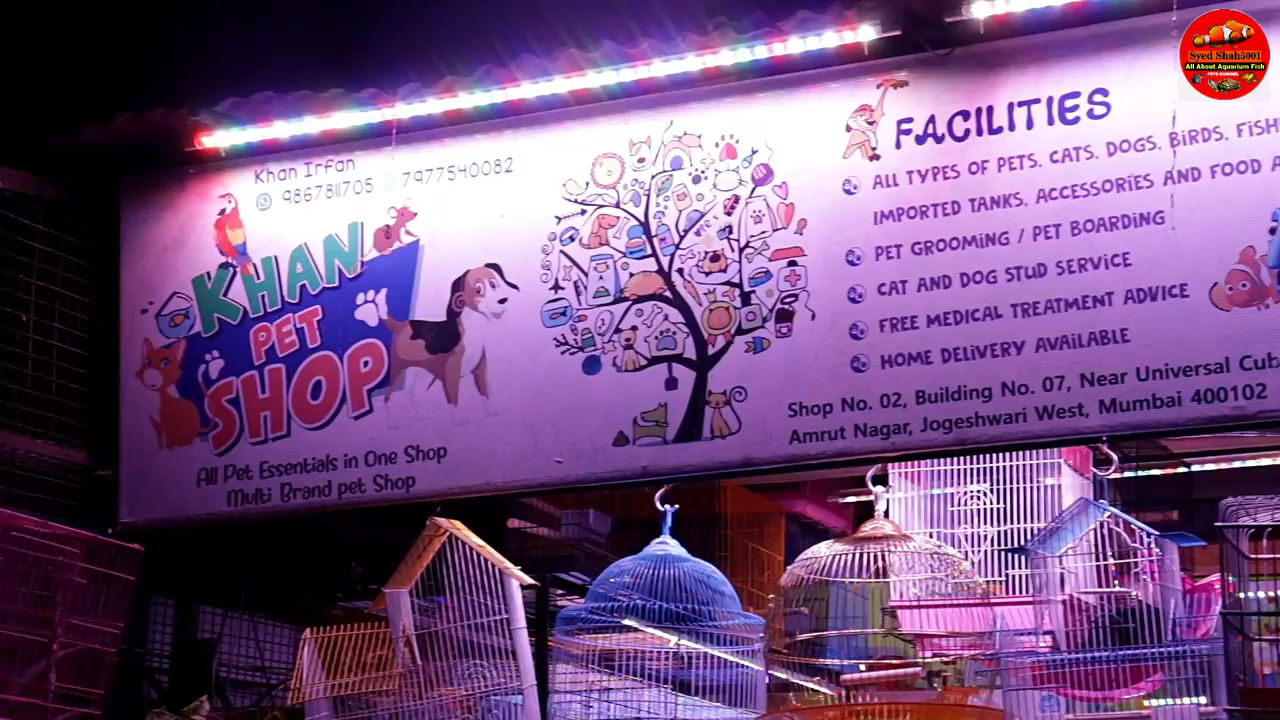 Khan Irfan
9867811705 7977540082
KHAN
PET
SHOP
All Pet Essentials in One Shop
Multi Brand pet Shop
FACILITIES
ALL TYPES OF PETS. CATS. DOGS. BIRDS. FISH
IMPORTED TANKS. ACCESSORIES AND FOOD
PET GROOMING / PET BOARDING
CAT AND DOG STUD SERVICE
FREE MEDICAL TREATMENT ADVICE
HOME DELIVERY AVAILABLE
Shop No. 02, Building No. 07, Near Universal Cub
Amrut Nagar, Jogeshwari West, Mumbai 400102
Syed Shah5001
All About Aquarium Fish
PETS CHANNEL